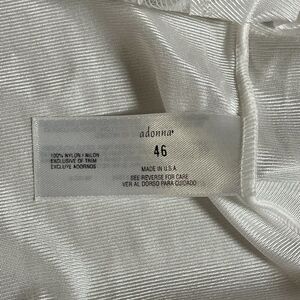 adonna®
46
100% NYLON / NILON
EXCLUSIVE OF TRIM
EXCLUYE ADORNOS
MADE IN U.S.A.
SEE REVERSE FOR CARE
VER AL DORSO PARA CUIDADO